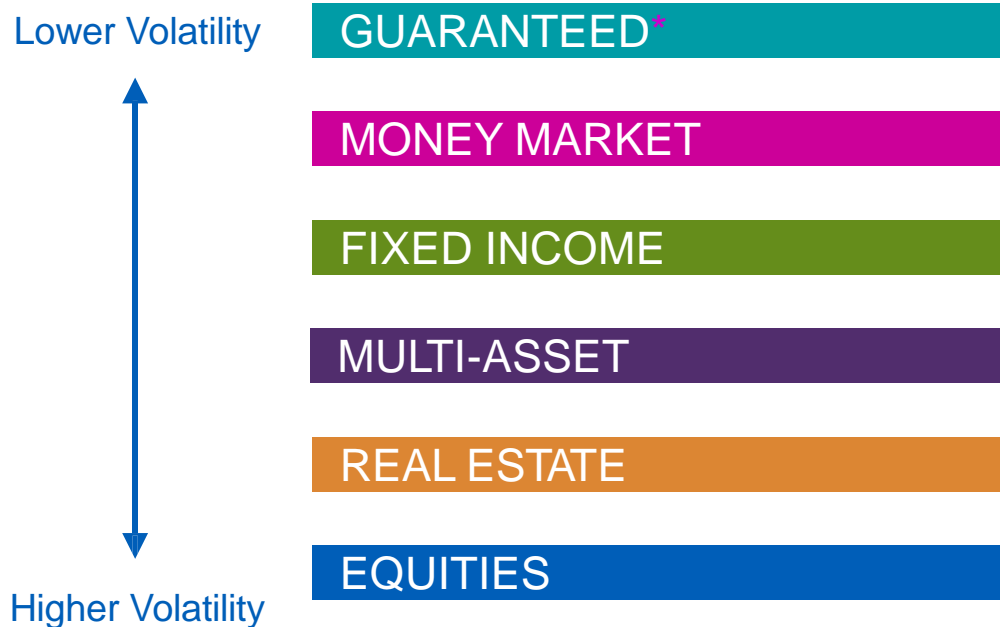 Lower Volatility
GUARANTEED*
MONEY MARKET
FIXED INCOME
MULTI-ASSET
REAL ESTATE
EQUITIES
Higher Volatility